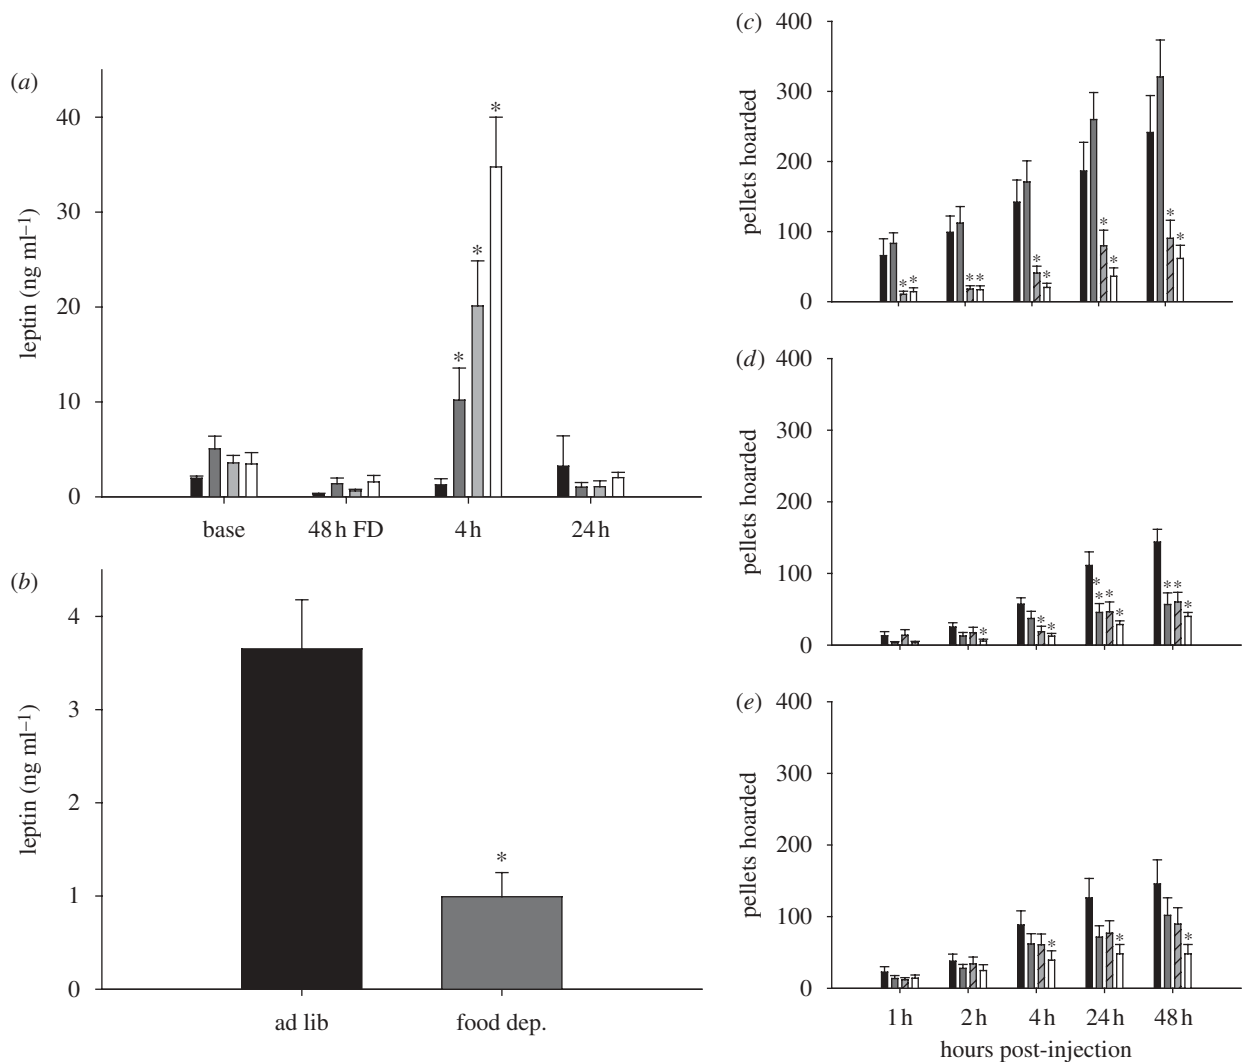 (a)
40
30
20
10
0
leptin (ng ml⁻¹)
*
*
*
base 48 h FD 4 h 24 h
(b)
4
3
2
1
0
leptin (ng ml⁻¹)
*
ad lib food dep.
(c)
400
300
200
100
0
pellets hoarded
* * ** * * * * * *
(d)
400
300
200
100
0
pellets hoarded
* * * * * * * ** *
(e)
400
300
200
100
0
pellets hoarded
* * *
1 h 2 h 4 h 24 h 48 h
hours post-injection